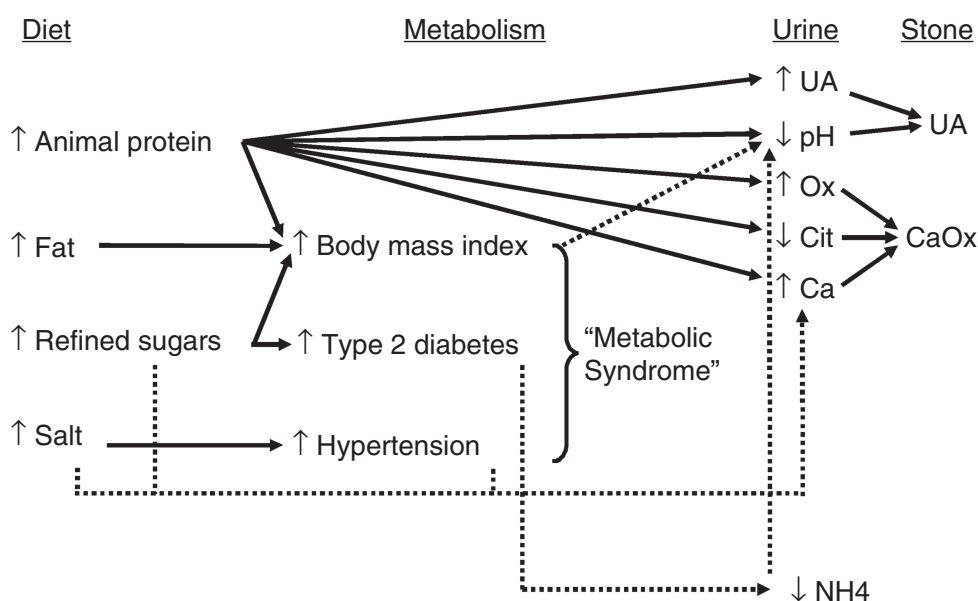 Diet Metabolism Urine Stone
↑ UA
↑ Animal protein ↓ pH UA
↑ Ox
↑ Fat ↑ Body mass index ↓ Cit CaOx
↑ Ca
↑ Refined sugars ↑ Type 2 diabetes “Metabolic
Syndrome”
↑ Salt ↑ Hypertension
↓ NH4